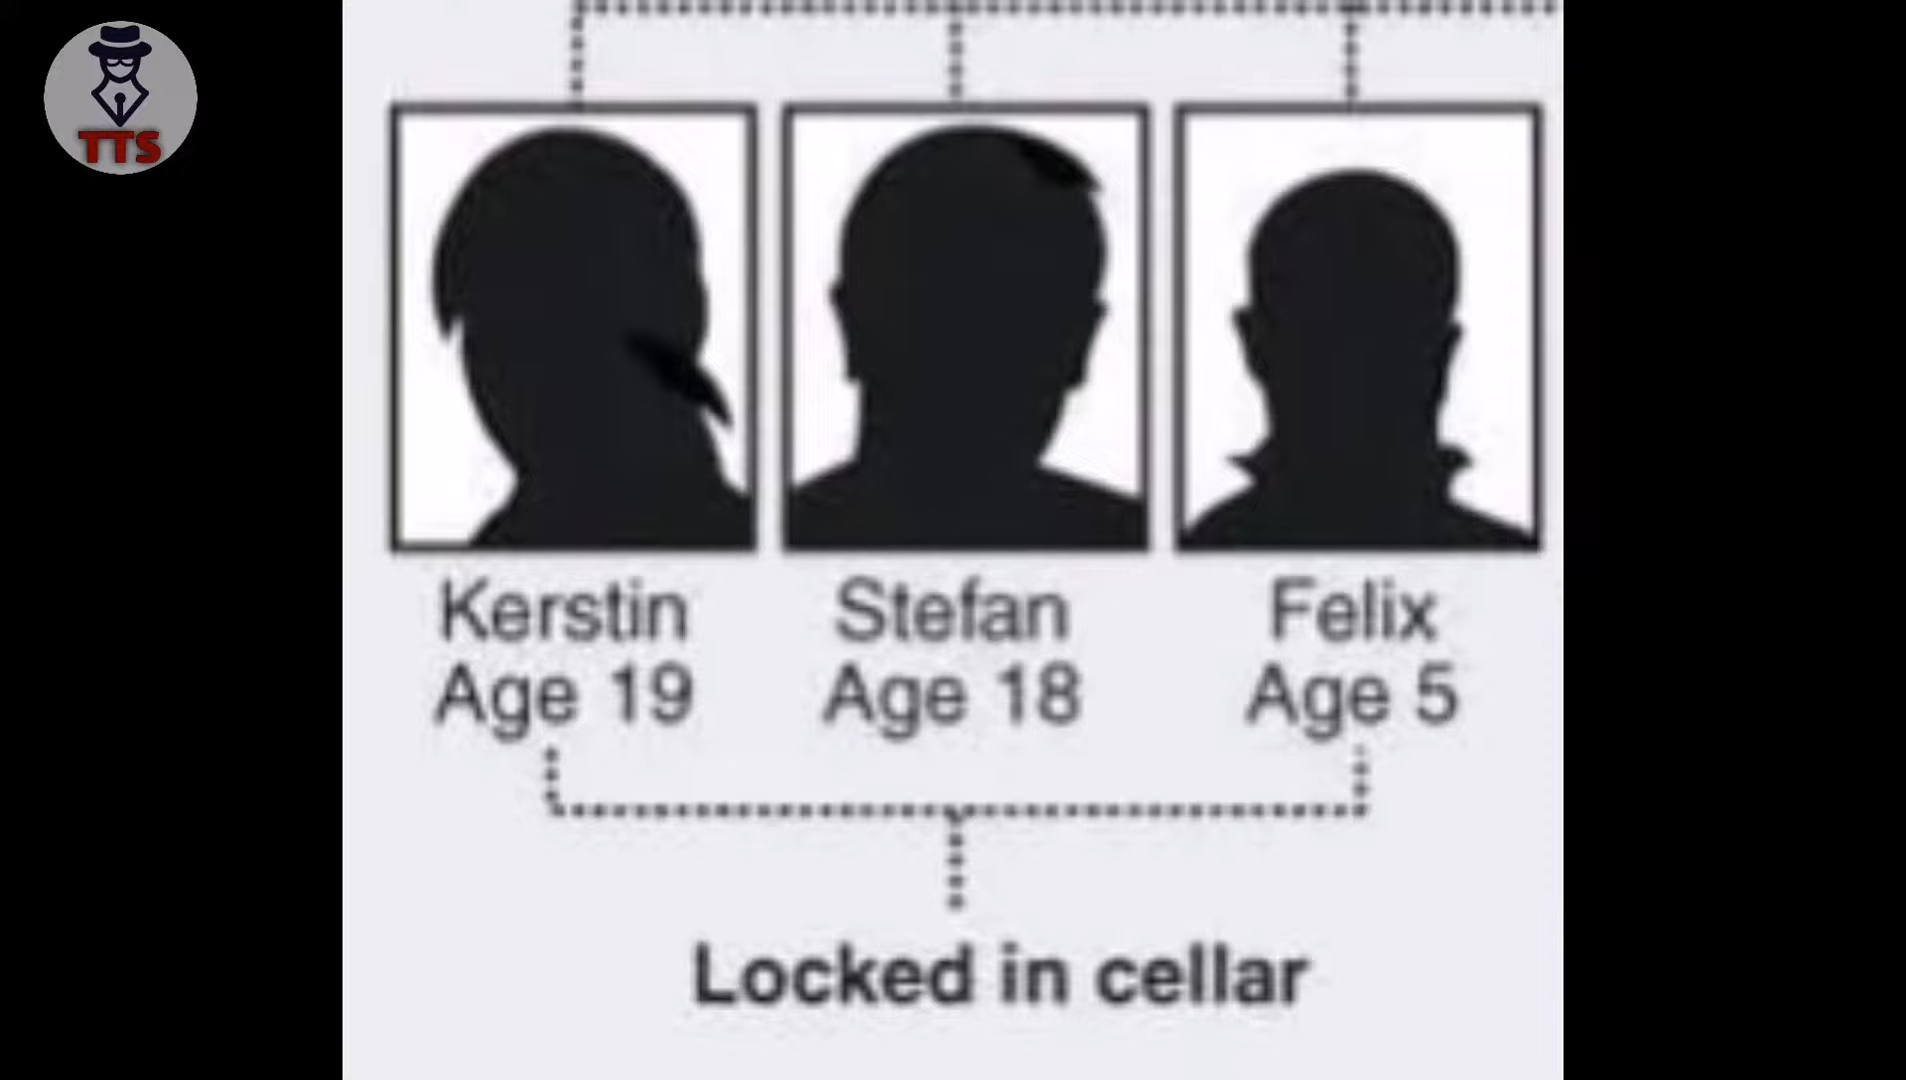 TTS
Kerstin Stefan Felix
Age 19 Age 18 Age 5
Locked in cellar